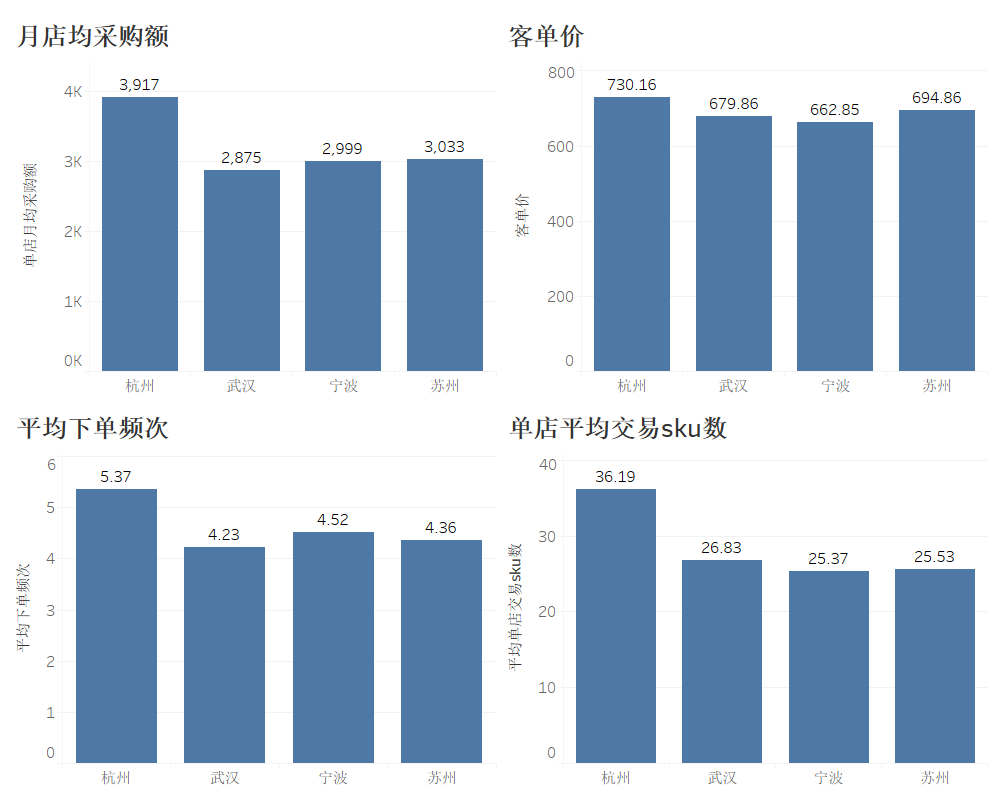 月店均采购额
单店月均采购额
4K
3K
2K
1K
0K
3,917
2,875
2,999
3,033
杭州
武汉
宁波
苏州
客单价
客单价
800
600
400
200
0
730.16
679.86
662.85
694.86
杭州
武汉
宁波
苏州
平均下单频次
平均下单频次
6
5
4
3
2
1
0
5.37
4.23
4.52
4.36
杭州
武汉
宁波
苏州
单店平均交易sku数
平均单店交易sku数
40
30
20
10
0
36.19
26.83
25.37
25.53
杭州
武汉
宁波
苏州